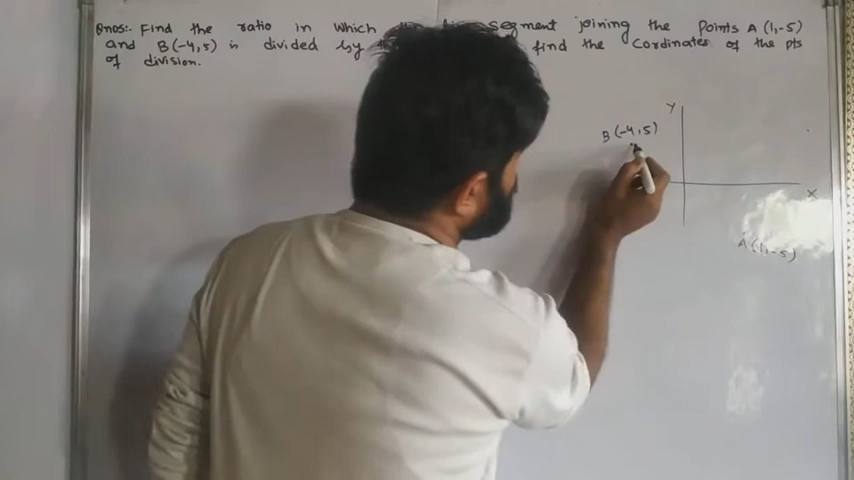 Qnos:- Find the ratio in which segment joining the Points A (1,-5)
and B(-4,5) is divided by find the Cordinates of the pts
of division.
Y
B(-4,5)
X
A(1,-5)